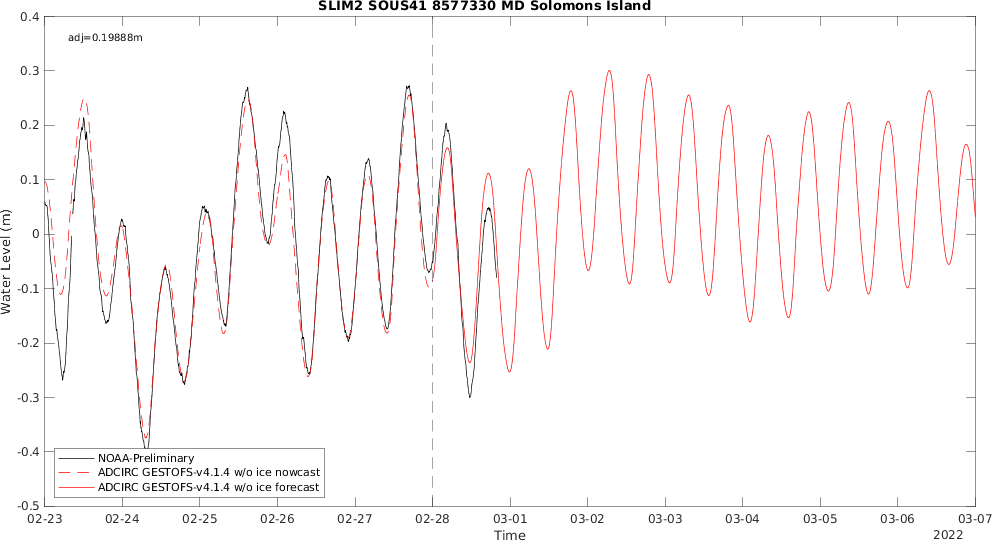 SLIM2 SOUS41 8577330 MD Solomons Island
adj=0.19888m
Water Level (m)
0.4
0.3
0.2
0.1
0
-0.1
-0.2
-0.3
-0.4
-0.5
NOAA-Preliminary
ADCIRC GESTOFS-v4.1.4 w/o ice nowcast
ADCIRC GESTOFS-v4.1.4 w/o ice forecast
02-23 02-24 02-25 02-26 02-27 02-28 03-01 03-02 03-03 03-04 03-05 03-06 03-07
Time
2022